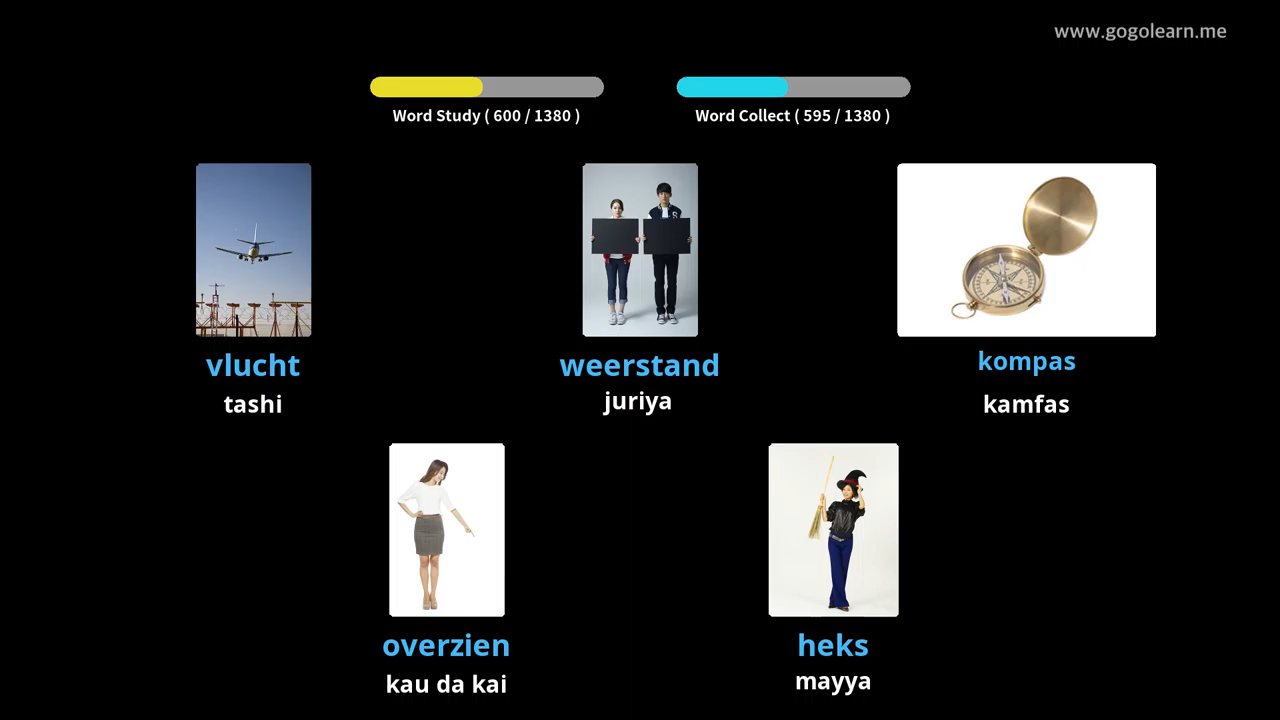 www.gogolearn.me
Word Study ( 600 / 1380 )
Word Collect ( 595 / 1380 )
vlucht
tashi
weerstand
juriya
kompas
kamfas
overzien
kau da kai
heks
mayya